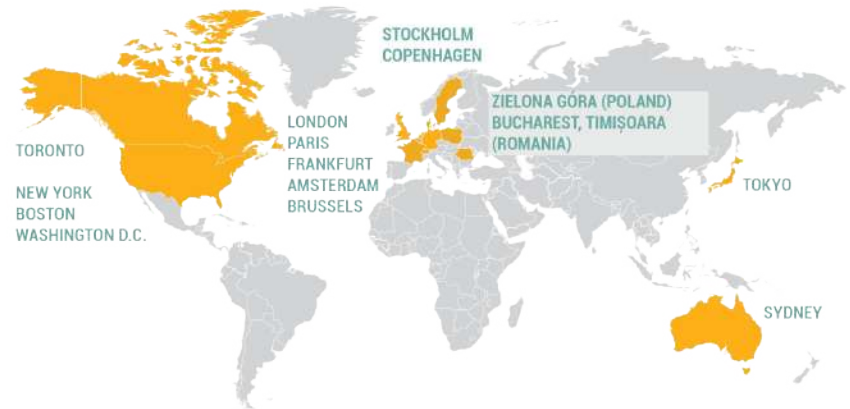 STOCKHOLM
COPENHAGEN
ZIELONA GÓRA (POLAND)
BUCHAREST, TIMIȘOARA
(ROMANIA)
LONDON
PARIS
FRANKFURT
AMSTERDAM
BRUSSELS
TORONTO
NEW YORK
BOSTON
WASHINGTON D.C.
TOKYO
SYDNEY